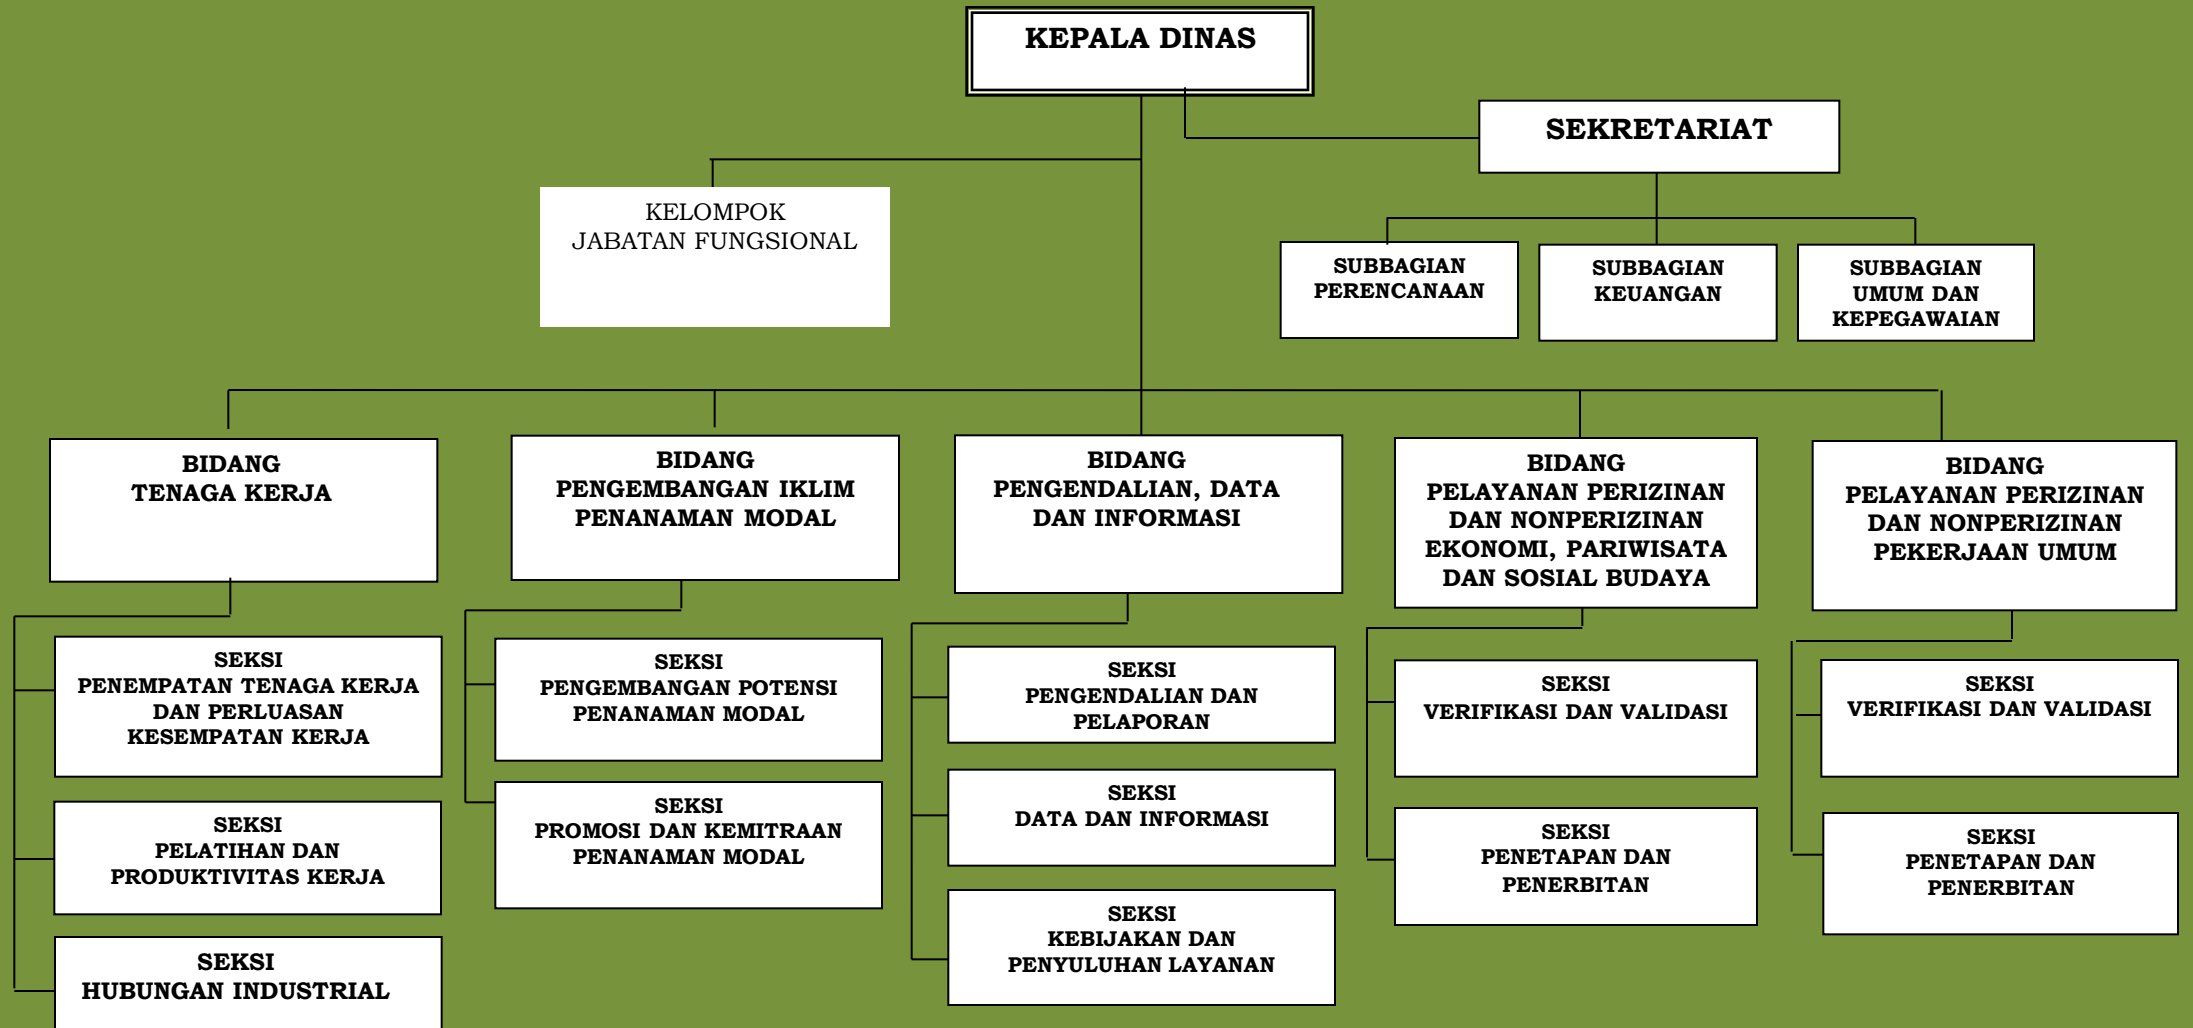 KEPALA DINAS
SEKRETARIAT
KELOMPOK
JABATAN FUNGSIONAL
SUBBAGIAN
PERENCANAAN
SUBBAGIAN
KEUANGAN
SUBBAGIAN
UMUM DAN
KEPEGAWAIAN
BIDANG
TENAGA KERJA
BIDANG
PENGEMBANGAN IKLIM
PENANAMAN MODAL
BIDANG
PENGENDALIAN, DATA
DAN INFORMASI
BIDANG
PELAYANAN PERIZINAN
DAN NONPERIZINAN
EKONOMI, PARIWISATA
DAN SOSIAL BUDAYA
BIDANG
PELAYANAN PERIZINAN
DAN NONPERIZINAN
PEKERJAAN UMUM
SEKSI
PENEMPATAN TENAGA KERJA
DAN PERLUASAN
KESEMPATAN KERJA
SEKSI
PELATIHAN DAN
PRODUKTIVITAS KERJA
SEKSI
HUBUNGAN INDUSTRIAL
SEKSI
PENGEMBANGAN POTENSI
PENANAMAN MODAL
SEKSI
PROMOSI DAN KEMITRAAN
PENANAMAN MODAL
SEKSI
PENGENDALIAN DAN
PELAPORAN
SEKSI
DATA DAN INFORMASI
SEKSI
KEBIJAKAN DAN
PENYULUHAN LAYANAN
SEKSI
VERIFIKASI DAN VALIDASI
SEKSI
PENETAPAN DAN
PENERBITAN
SEKSI
VERIFIKASI DAN VALIDASI
SEKSI
PENETAPAN DAN
PENERBITAN